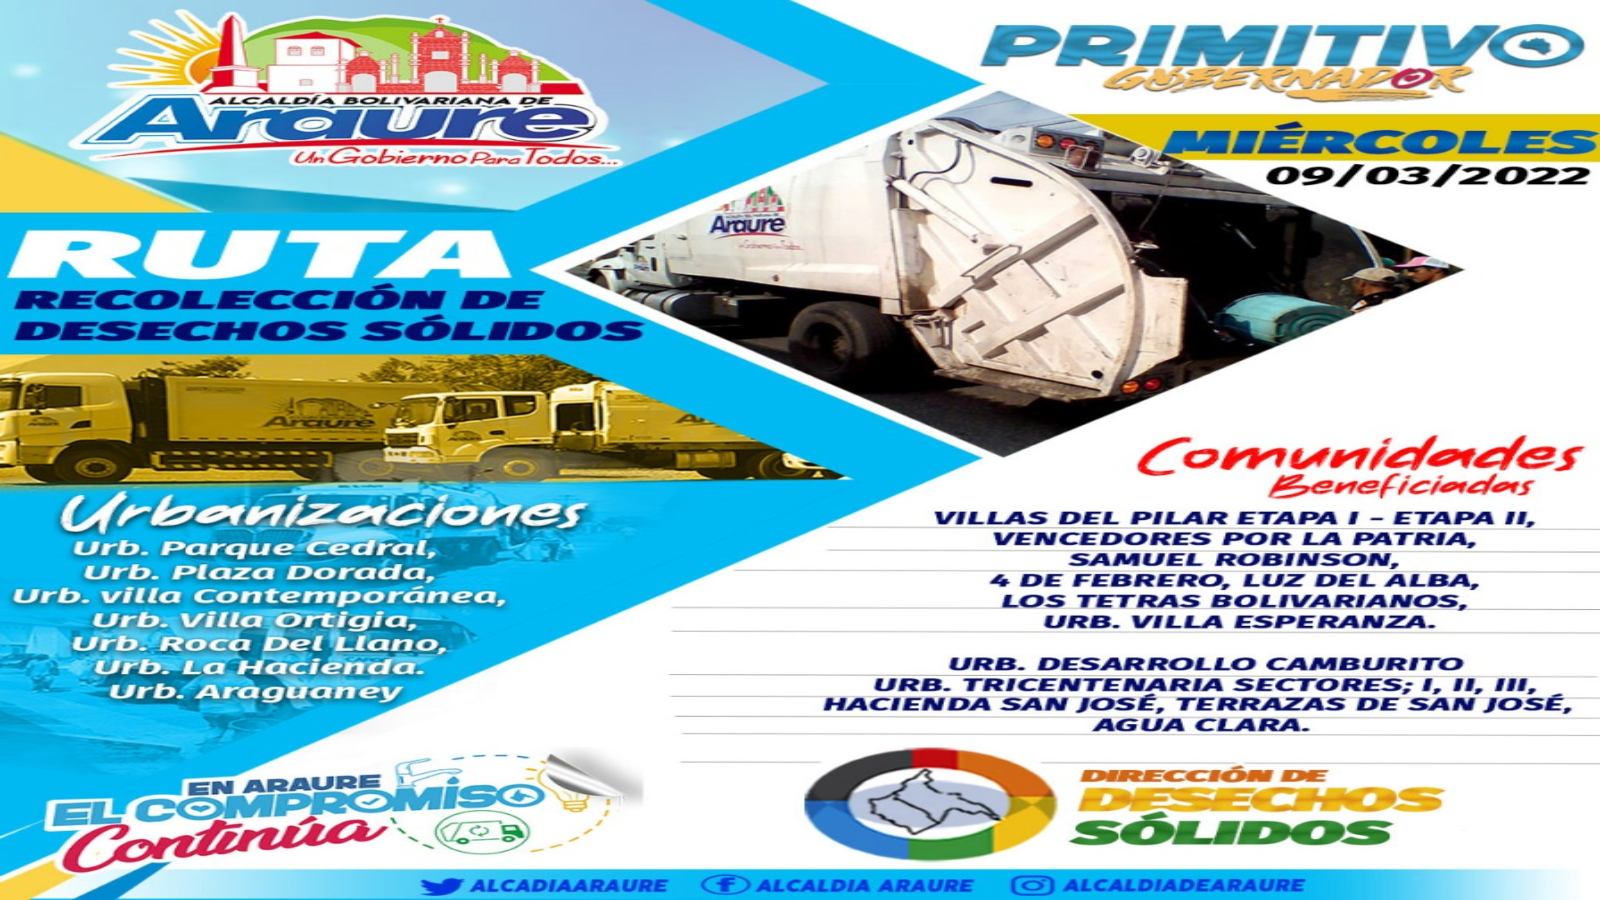 ALCALDÍA BOLIVARIANA DE
Araure
Un Gobierno Para Todos...
PRIMITIVO
GOBERNADOR
MIÉRCOLES
09/03/2022
RUTA
RECOLECCIÓN DE
DESECHOS SÓLIDOS
Araure
Un Gobierno Para Todos...
Araure
Urbanizaciones
Urb. Parque Cedral,
Urb. Plaza Dorada,
Urb. villa Contemporánea,
Urb. Villa Ortigia,
Urb. Roca Del Llano,
Urb. La Hacienda.
Urb. Araguaney
Comunidades
Beneficiadas
VILLAS DEL PILAR ETAPA I - ETAPA II,
VENCEDORES POR LA PATRIA,
SAMUEL ROBINSON,
4 DE FEBRERO, LUZ DEL ALBA,
LOS TETRAS BOLIVARIANOS,
URB. VILLA ESPERANZA.
URB. DESARROLLO CAMBURITO
URB. TRICENTENARIA SECTORES; I, II, III,
HACIENDA SAN JOSÉ, TERRAZAS DE SAN JOSÉ,
AGUA CLARA.
EN ARAURE
EL COMPROMISO
Continúa
DIRECCIÓN DE
DESECHOS
SÓLIDOS
ALCADIAARAURE
ALCALDIA ARAURE
ALCALDIADEARAURE